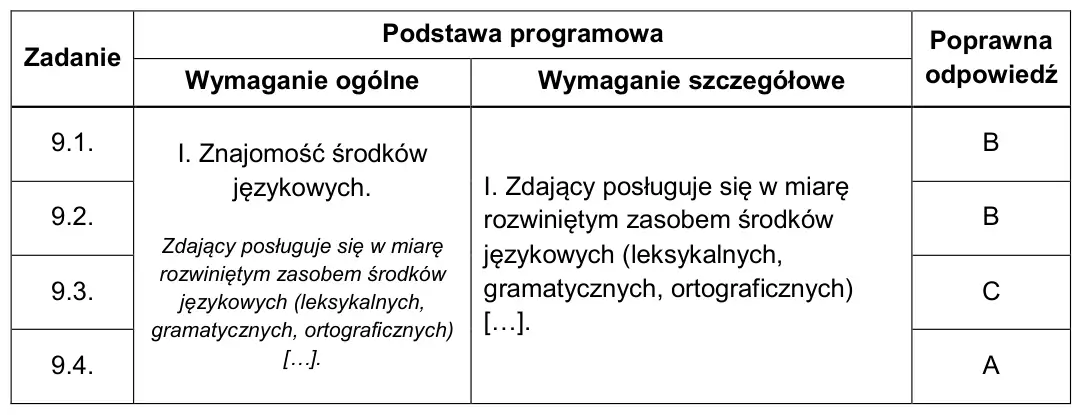 Zadanie
Podstawa programowa
Poprawna
odpowiedź
Wymaganie ogólne
Wymaganie szczegółowe
9.1.
I. Znajomość środków
językowych.
Zdający posługuje się w miarę
rozwiniętym zasobem środków
językowych (leksykalnych,
gramatycznych, ortograficznych)
[…].
I. Zdający posługuje się w miarę
rozwiniętym zasobem środków
językowych (leksykalnych,
gramatycznych, ortograficznych)
[…].
B
9.2.
B
9.3.
C
9.4.
A